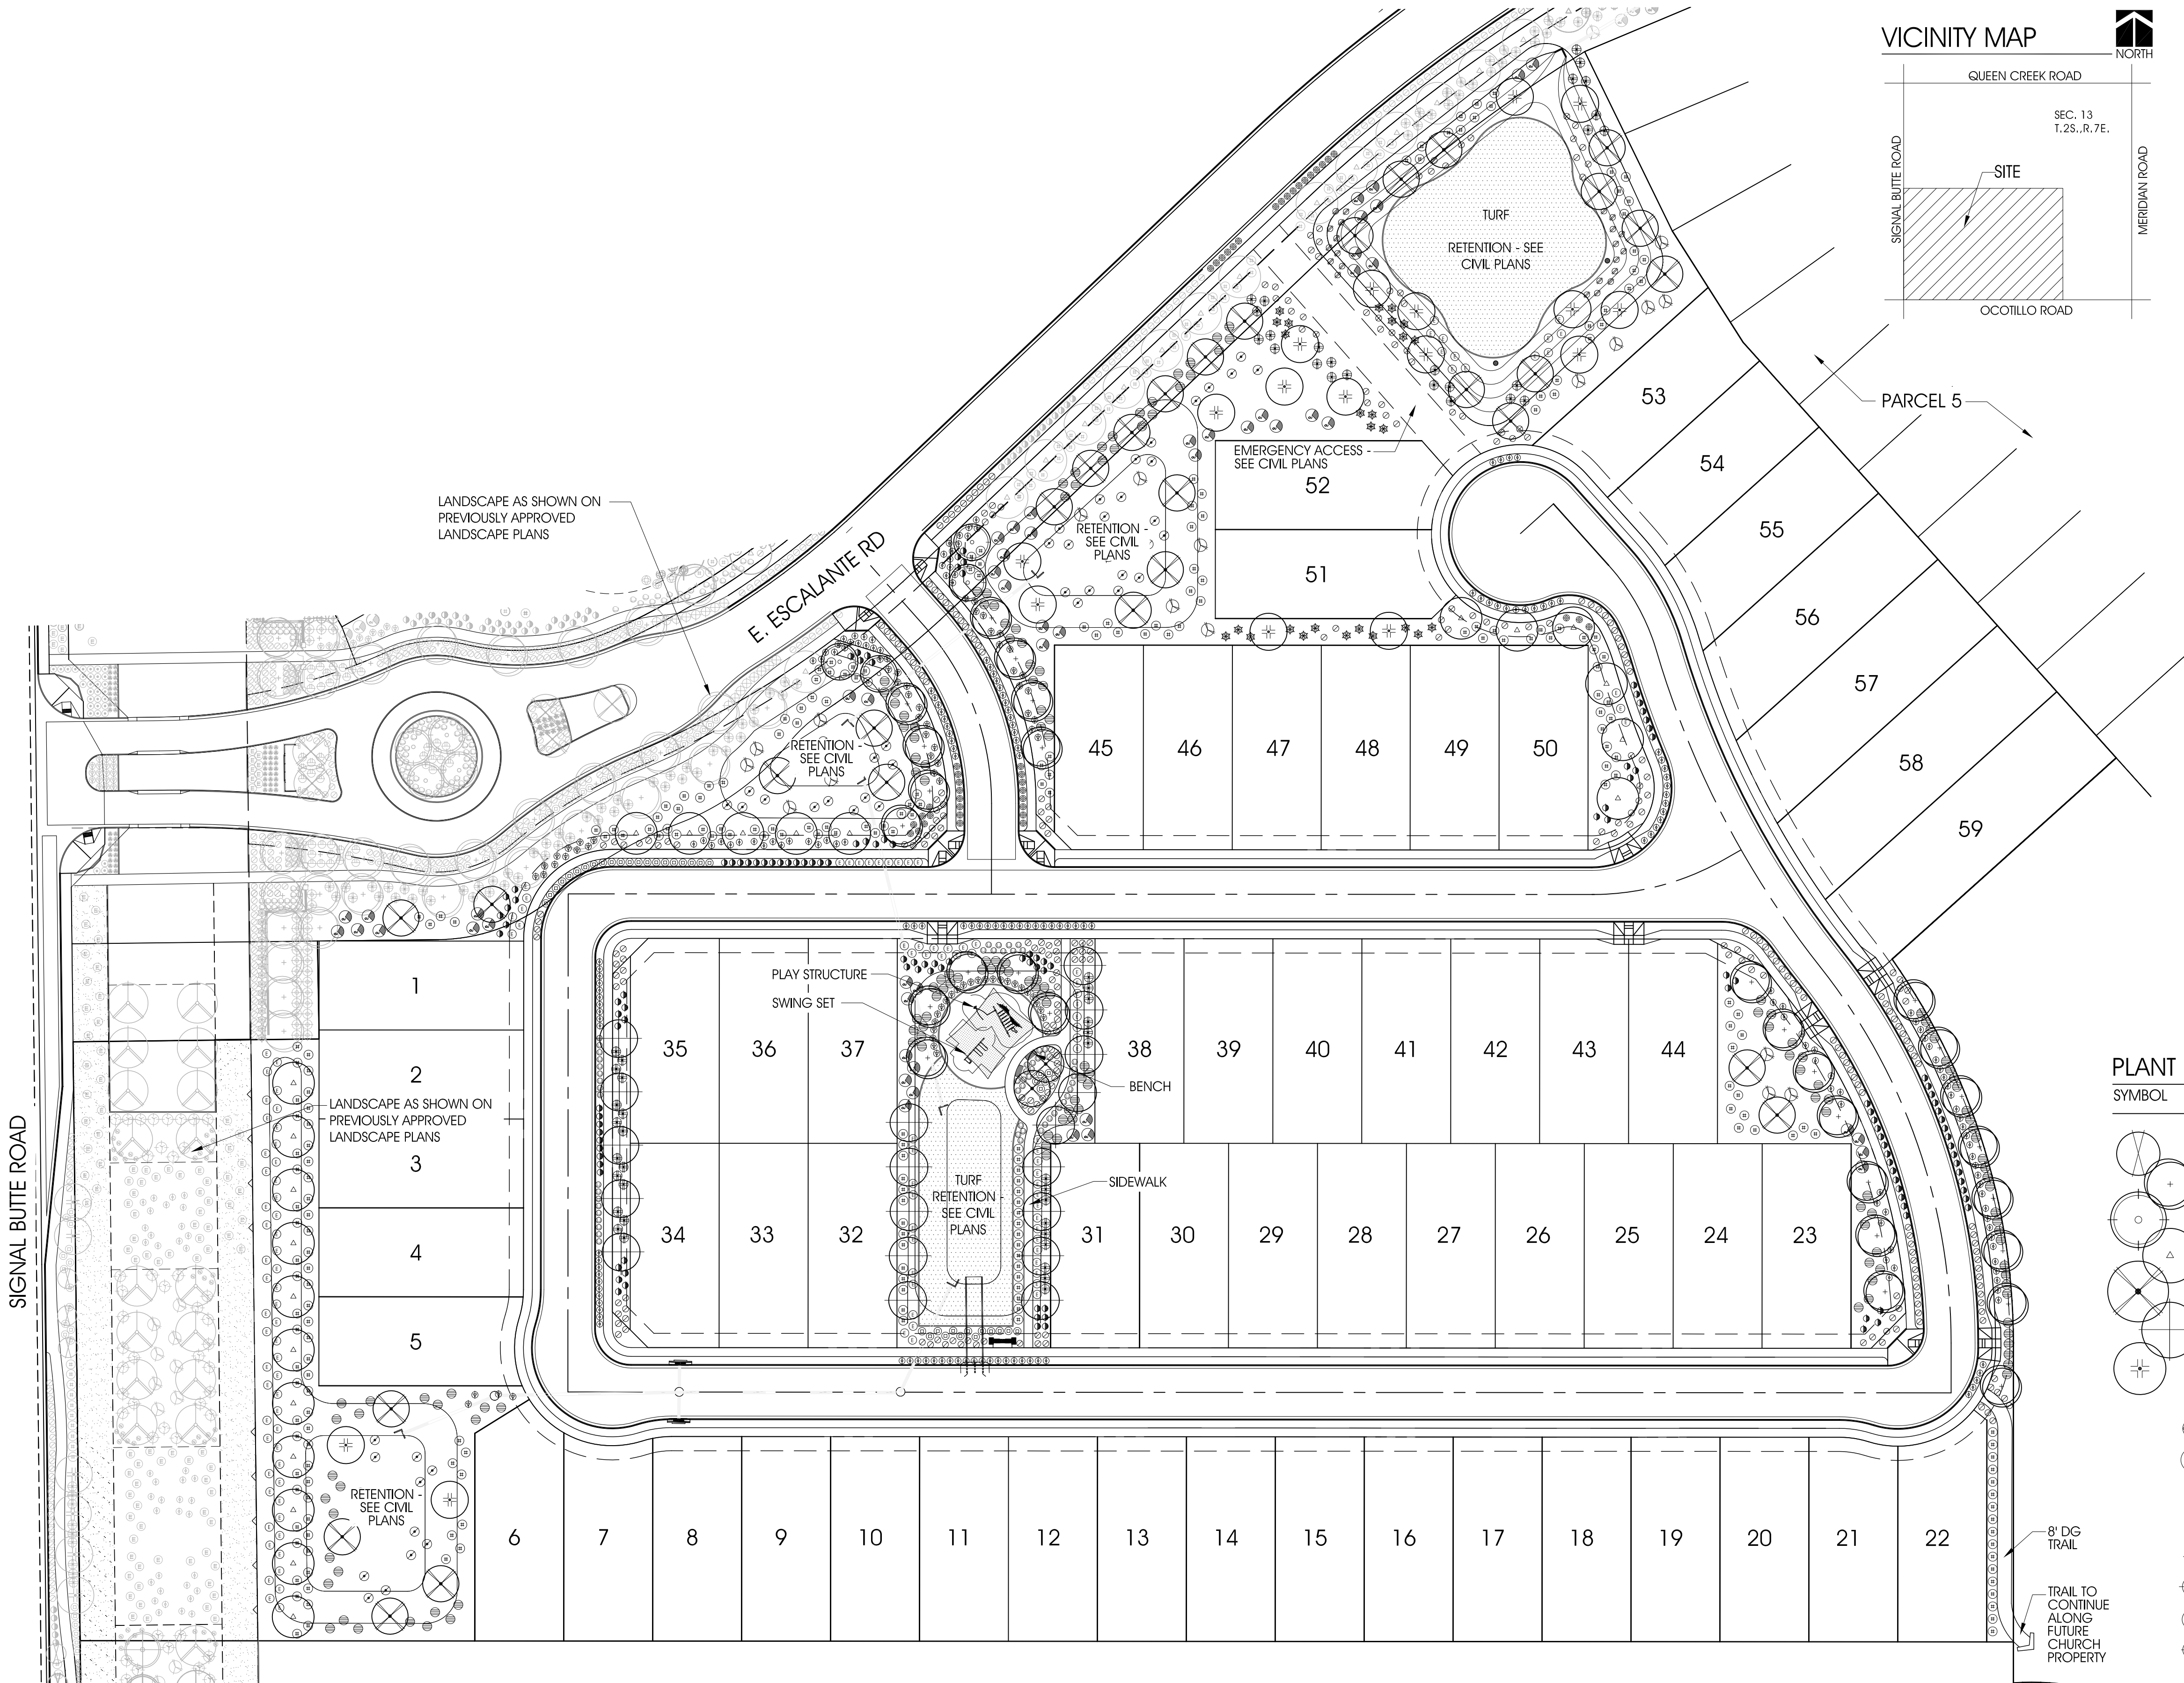 VICINITY MAP
NORTH
QUEEN CREEK ROAD
SEC. 13
T.2S.,R.7E.
SIGNAL BUTTE ROAD
MERIDIAN ROAD
SITE
OCOTILLO ROAD
TURF
RETENTION - SEE
CIVIL PLANS
53
PARCEL 5
54
EMERGENCY ACCESS -
SEE CIVIL PLANS
52
55
LANDSCAPE AS SHOWN ON
PREVIOUSLY APPROVED
LANDSCAPE PLANS
E. ESCALANTE RD
RETENTION -
SEE CIVIL
PLANS
51
56
57
58
59
RETENTION -
SEE CIVIL
PLANS
45
46
47
48
49
50
1
2
LANDSCAPE AS SHOWN ON
PREVIOUSLY APPROVED
LANDSCAPE PLANS
3
4
5
SIGNAL BUTTE ROAD
PLAY STRUCTURE
SWING SET
35
36
37
BENCH
38
39
40
41
42
43
44
PLANT
SYMBOL
34
33
32
TURF
RETENTION -
SEE CIVIL
PLANS
SIDEWALK
31
30
29
28
27
26
25
24
23
RETENTION -
SEE CIVIL
PLANS
6
7
8
9
10
11
12
13
14
15
16
17
18
19
20
21
22
8' DG
TRAIL
TRAIL TO
CONTINUE
ALONG
FUTURE
CHURCH
PROPERTY